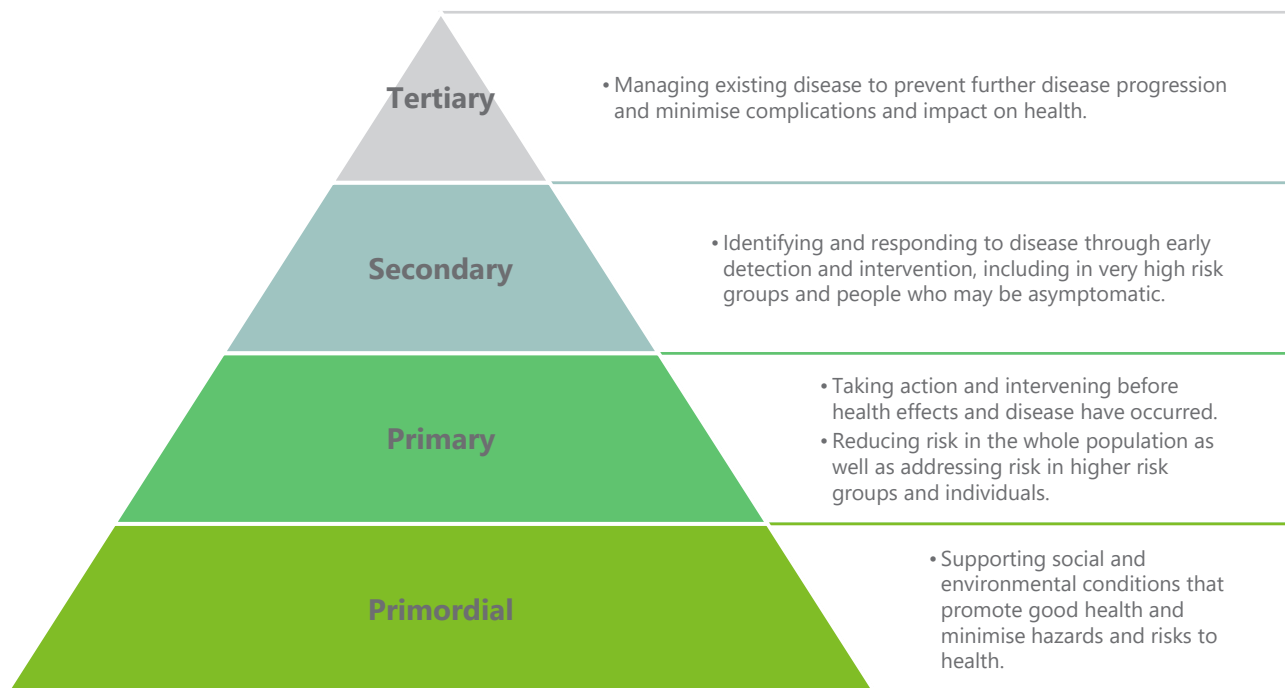 Tertiary
• Managing existing disease to prevent further disease progression
and minimise complications and impact on health.
Secondary
• Identifying and responding to disease through early
detection and intervention, including in very high risk
groups and people who may be asymptomatic.
Primary
• Taking action and intervening before
health effects and disease have occurred.
• Reducing risk in the whole population as
well as addressing risk in higher risk
groups and individuals.
Primordial
• Supporting social and
environmental conditions that
promote good health and
minimise hazards and risks to
health.